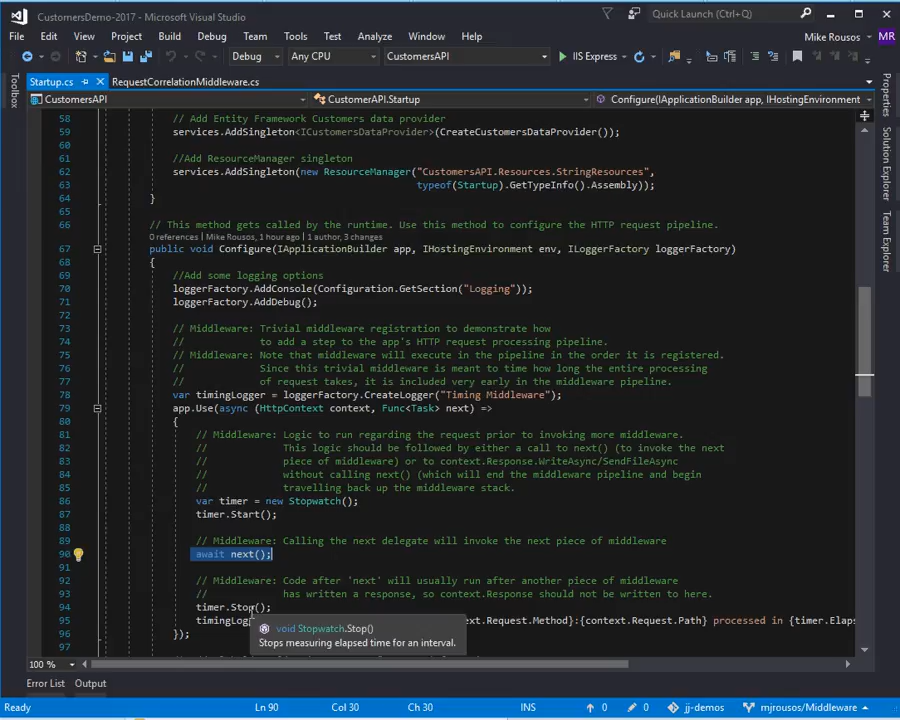 CustomersDemo-2017 - Microsoft Visual Studio
Quick Launch (Ctrl+Q)
File Edit View Project Build Debug Team Tools Test Analyze Window Help
Mike Rousos MR
Debug Any CPU CustomersAPI IIS Express
Startup.cs RequestCorrelationMiddleware.cs
CustomersAPI CustomerAPI.Startup Configure(IApplicationBuilder app, IHostingEnvironment
Toolbox
Properties
Solution Explorer
Team Explorer
58 // Add Entity Framework Customers data provider
59 services.AddSingleton<ICustomersDataProvider>(CreateCustomersDataProvider());
60
61 //Add ResourceManager singleton
62 services.AddSingleton(new ResourceManager("CustomersAPI.Resources.StringResources",
63 typeof(Startup).GetTypeInfo().Assembly));
64 }
65
66 // This method gets called by the runtime. Use this method to configure the HTTP request pipeline.
0 references | Mike Rousos, 1 hour ago | 1 author, 3 changes
67 public void Configure(IApplicationBuilder app, IHostingEnvironment env, ILoggerFactory loggerFactory)
68 {
69 //Add some logging options
70 loggerFactory.AddConsole(Configuration.GetSection("Logging"));
71 loggerFactory.AddDebug();
72
73 // Middleware: Trivial middleware registration to demonstrate how
74 // to add a step to the app's HTTP request processing pipeline.
75 // Middleware: Note that middleware will execute in the pipeline in the order it is registered.
76 // Since this trivial middleware is meant to time how long the entire processing
77 // of request takes, it is included very early in the middleware pipeline.
78 var timingLogger = loggerFactory.CreateLogger("Timing Middleware");
79 app.Use(async (HttpContext context, Func<Task> next) =>
80 {
81 // Middleware: Logic to run regarding the request prior to invoking more middleware.
82 // This logic should be followed by either a call to next() (to invoke the next
83 // piece of middleware) or to context.Response.WriteAsync/SendFileAsync
84 // without calling next() (which will end the middleware pipeline and begin
85 // travelling back up the middleware stack.
86 var timer = new Stopwatch();
87 timer.Start();
88
89 // Middleware: Calling the next delegate will invoke the next piece of middleware
90 await next();
91
92 // Middleware: Code after 'next' will usually run after another piece of middleware
93 // has written a response, so context.Response should not be written to here.
94 timer.Stop();
95 timingLog ext.Request.Method}:{context.Request.Path} processed in {timer.Elaps
96 });
97
void Stopwatch.Stop()
Stops measuring elapsed time for an interval.
100 %
Error List Output
Ready Ln 90 Col 30 Ch 30 INS 0 0 jj-demos mjrousos/Middleware